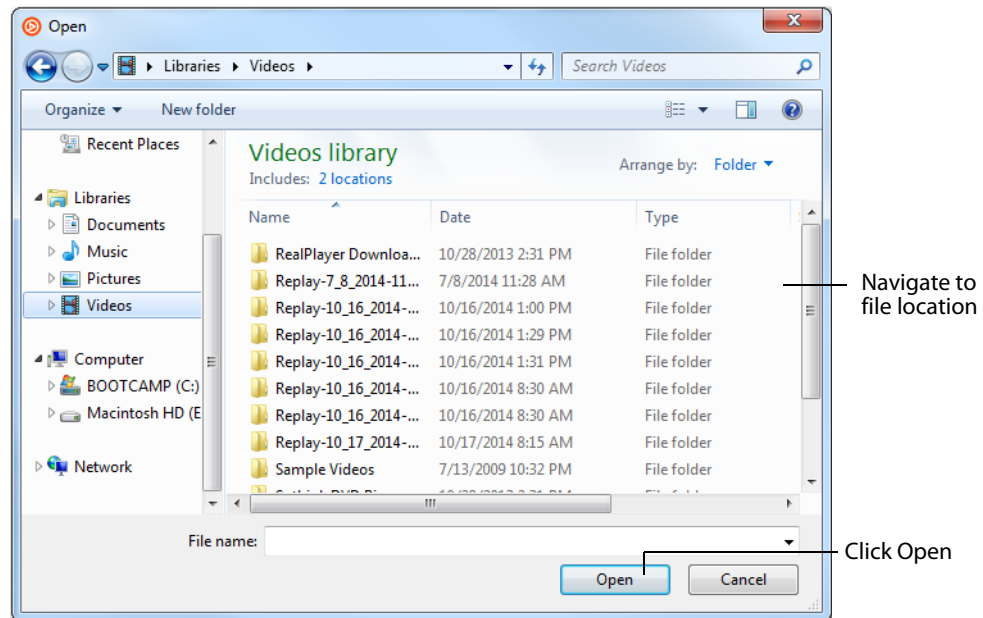 Open
Libraries Videos
Search Videos
Organize New folder
Recent Places
Libraries
Documents
Music
Pictures
Videos
Computer
BOOTCAMP (C:)
Macintosh HD (E
Network
Videos library
Includes: 2 locations
Arrange by: Folder
Name Date Type
RealPlayer Downloa... 10/28/2013 2:31 PM File folder
Replay-7_8_2014-11... 7/8/2014 11:28 AM File folder
Replay-10_16_2014-... 10/16/2014 1:00 PM File folder
Replay-10_16_2014-... 10/16/2014 1:29 PM File folder
Replay-10_16_2014-... 10/16/2014 1:31 PM File folder
Replay-10_16_2014-... 10/16/2014 8:30 AM File folder
Replay-10_16_2014-... 10/16/2014 8:30 AM File folder
Replay-10_17_2014-... 10/17/2014 8:15 AM File folder
Sample Videos 7/13/2009 10:32 PM File folder
File name:
Open Cancel
Navigate to
file location
Click Open